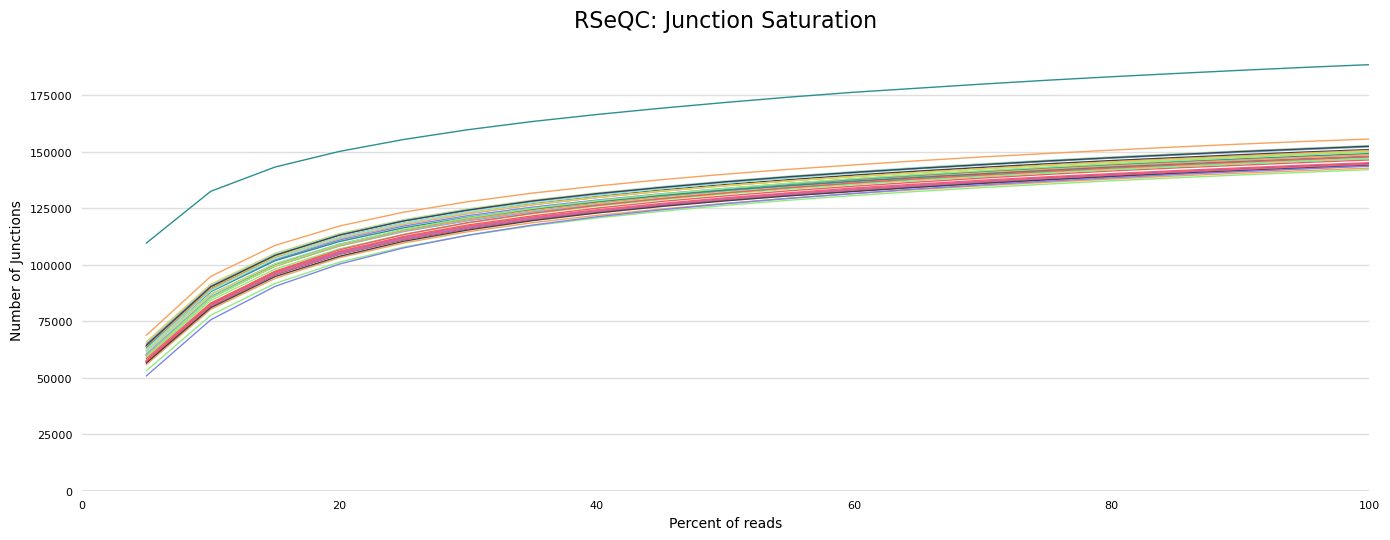 RSeQC: Junction Saturation
Number of Junctions
175000
150000
125000
100000
75000
50000
25000
0
0 20 40 60 80 100
Percent of reads